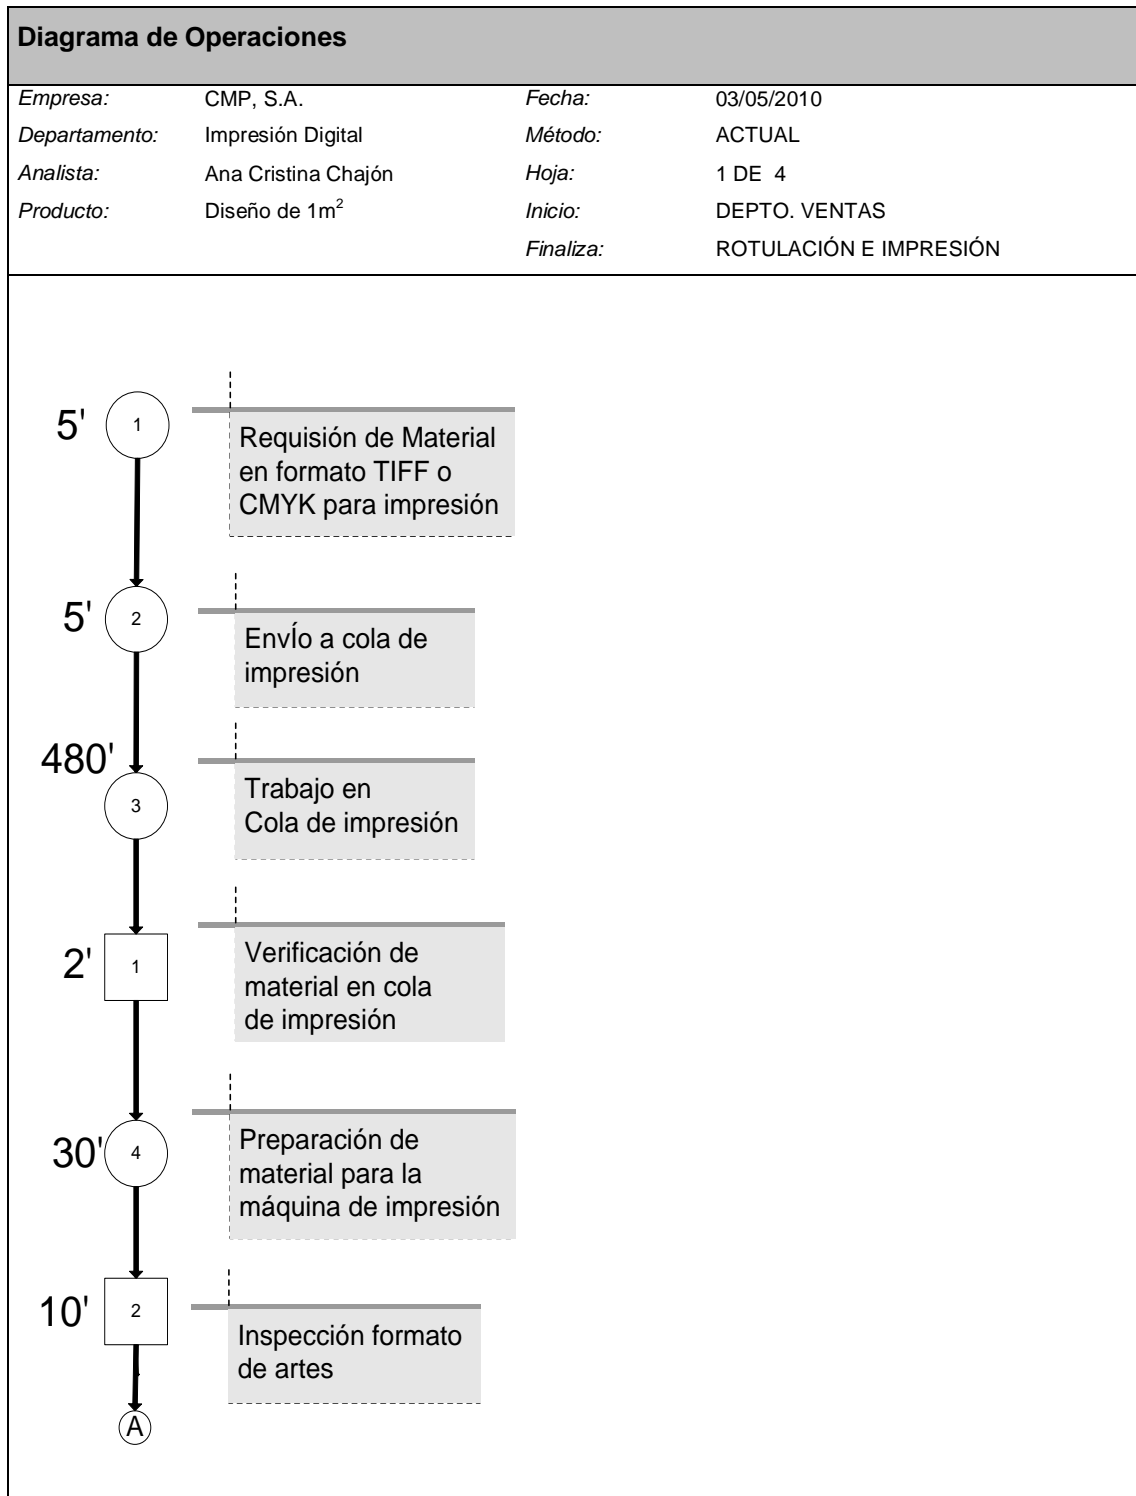 Diagrama de Operaciones
Empresa: CMP, S.A. Fecha: 03/05/2010
Departamento: Impresión Digital Método: ACTUAL
Analista: Ana Cristina Chajón Hoja: 1 DE 4
Producto: Diseño de 1m² Inicio: DEPTO. VENTAS
Finaliza: ROTULACIÓN E IMPRESIÓN
5' 1
Requisión de Material
en formato TIFF o
CMYK para impresión
5' 2
EnvÍo a cola de
impresión
480' 3
Trabajo en
Cola de impresión
2' 1
Verificación de
material en cola
de impresión
30' 4
Preparación de
material para la
máquina de impresión
10' 2
Inspección formato
de artes
A